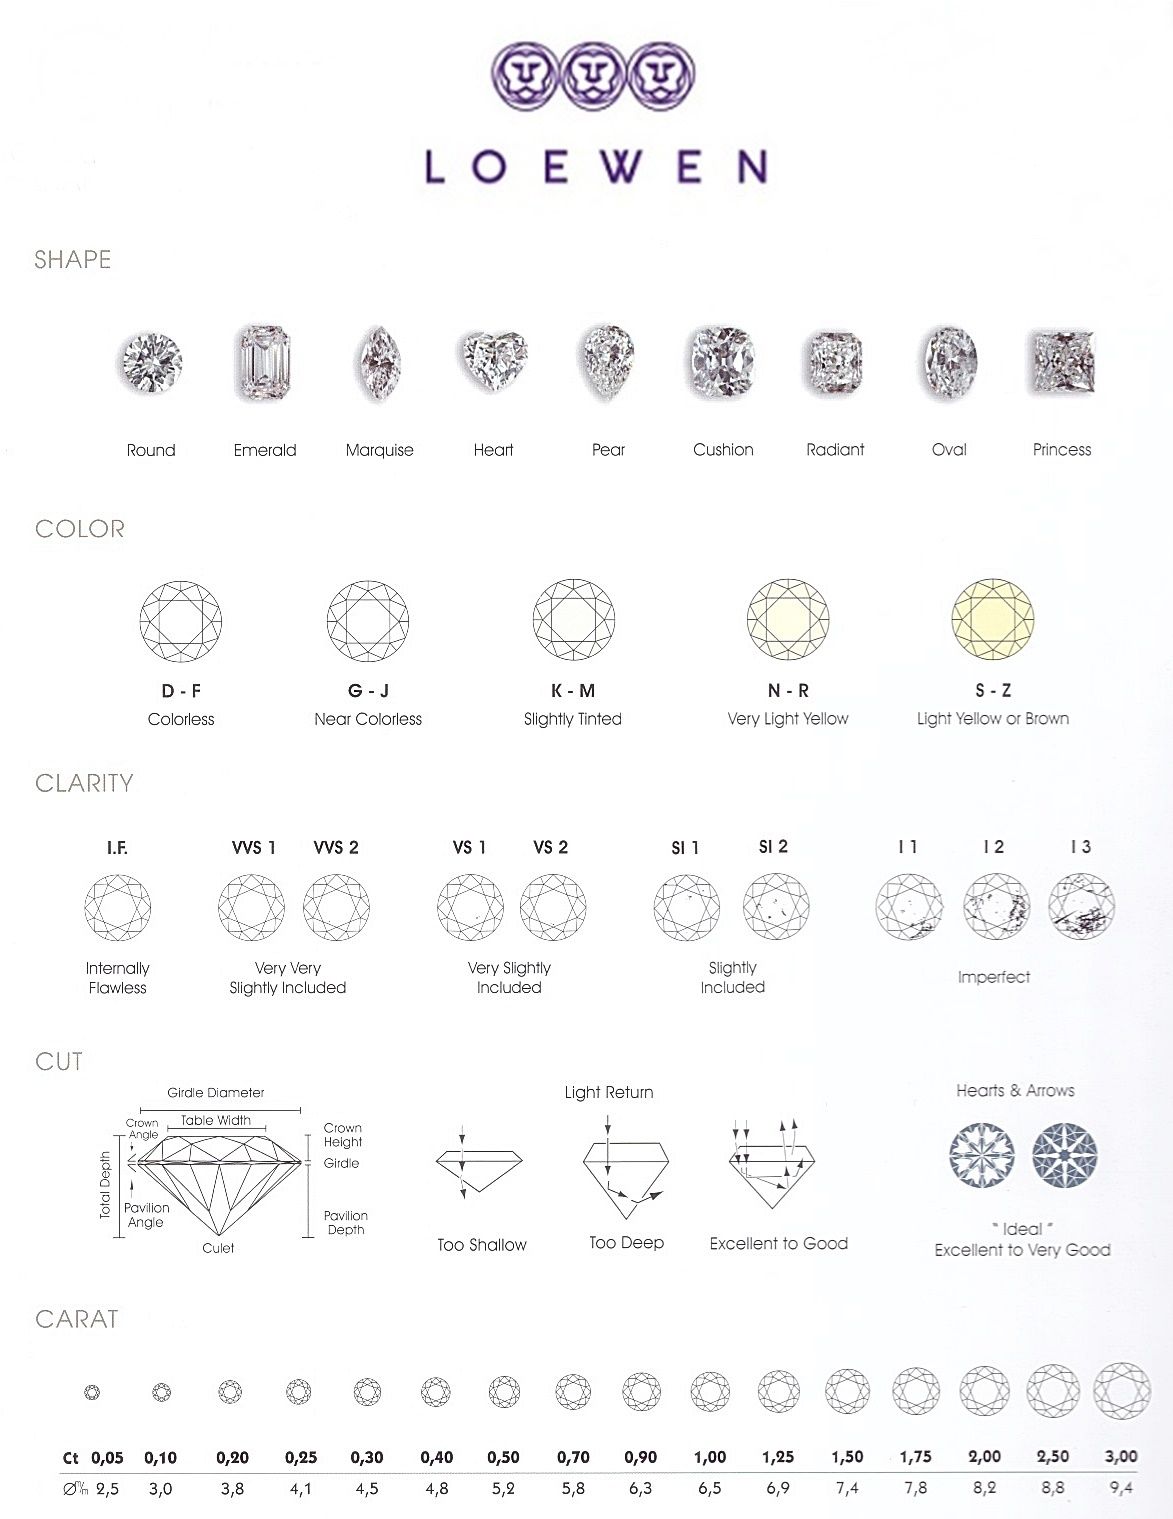 LOEWEN
SHAPE
Round Emerald Marquise Heart Pear Cushion Radiant Oval Princess
COLOR
D - F G - J K - M N - R S - Z
Colorless Near Colorless Slightly Tinted Very Light Yellow Light Yellow or Brown
CLARITY
I.F. VVS 1 VVS 2 VS 1 VS 2 SI 1 SI 2 I 1 I 2 I 3
Internally
Flawless
Very Very
Slightly Included
Very Slightly
Included
Slightly
Included
Imperfect
CUT
Girdle Diameter
Table Width
Crown
Angle
Crown
Height
Girdle
Total Depth
Pavilion
Angle
Pavilion
Depth
Culet
Light Return
Too Shallow
Too Deep
Excellent to Good
Hearts & Arrows
" Ideal "
Excellent to Very Good
CARAT
Ct 0,05 0,10 0,20 0,25 0,30 0,40 0,50 0,70 0,90 1,00 1,25 1,50 1,75 2,00 2,50 3,00
Ø m/m 2,5 3,0 3,8 4,1 4,5 4,8 5,2 5,8 6,3 6,5 6,9 7,4 7,8 8,2 8,8 9,4